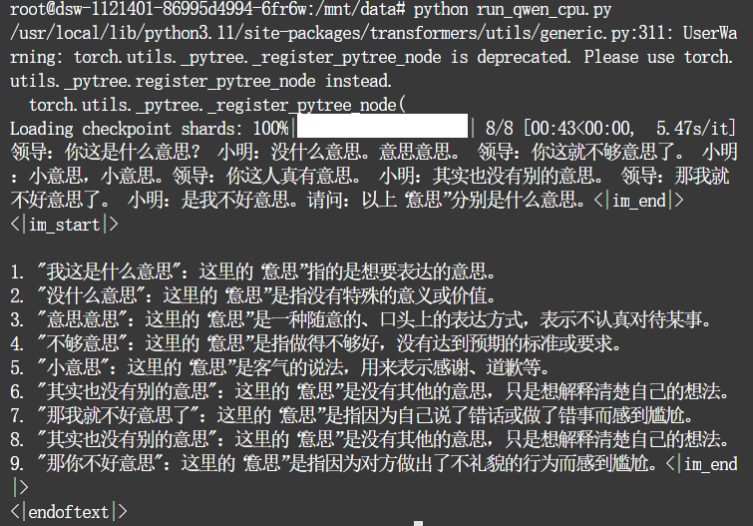 root@dsw-1121401-86995d4994-6fr6w:/mnt/data# python run_qwen_cpu.py
/usr/local/lib/python3.11/site-packages/transformers/utils/generic.py:311: UserWa
rning: torch.utils._pytree._register_pytree_node is deprecated. Please use torch.
utils._pytree.register_pytree_node instead.
  torch.utils._pytree._register_pytree_node(
Loading checkpoint shards: 100%|██████████| 8/8 [00:43<00:00,  5.47s/it]
领导：你这是什么意思？ 小明：没什么意思。意思意思。 领导：你这就不够意思了。 小明
：小意思，小意思。领导：你这人真有意思。 小明：其实也没有别的意思。 领导：那我就
不好意思了。 小明：是我不好意思。请问：以上“意思”分别是什么意思。<|im_end|>
<|im_start|>
1. "我这是什么意思"：这里的“意思”指的是想要表达的意思。
2. "没什么意思"：这里的“意思”是指没有特殊的意义或价值。
3. "意思意思"：这里的“意思”是一种随意的、口头上的表达方式，表示不认真对待某事。
4. "不够意思"：这里的“意思”是指做得不够好，没有达到预期的标准或要求。
5. "小意思"：这里的“意思”是客气的说法，用来表示感谢、道歉等。
6. "其实也没有别的意思"：这里的“意思”是没有其他的意思，只是想解释清楚自己的想法。
7. "那我就不好意思了"：这里的“意思”是指因为自己说了错话或做了错事而感到尴尬。
8. "其实也没有别的意思"：这里的“意思”是没有其他的意思，只是想解释清楚自己的想法。
9. "那你不好意思"：这里的“意思”是指因为对方做出了不礼貌的行为而感到尴尬。<|im_end
|>
<|endoftext|>